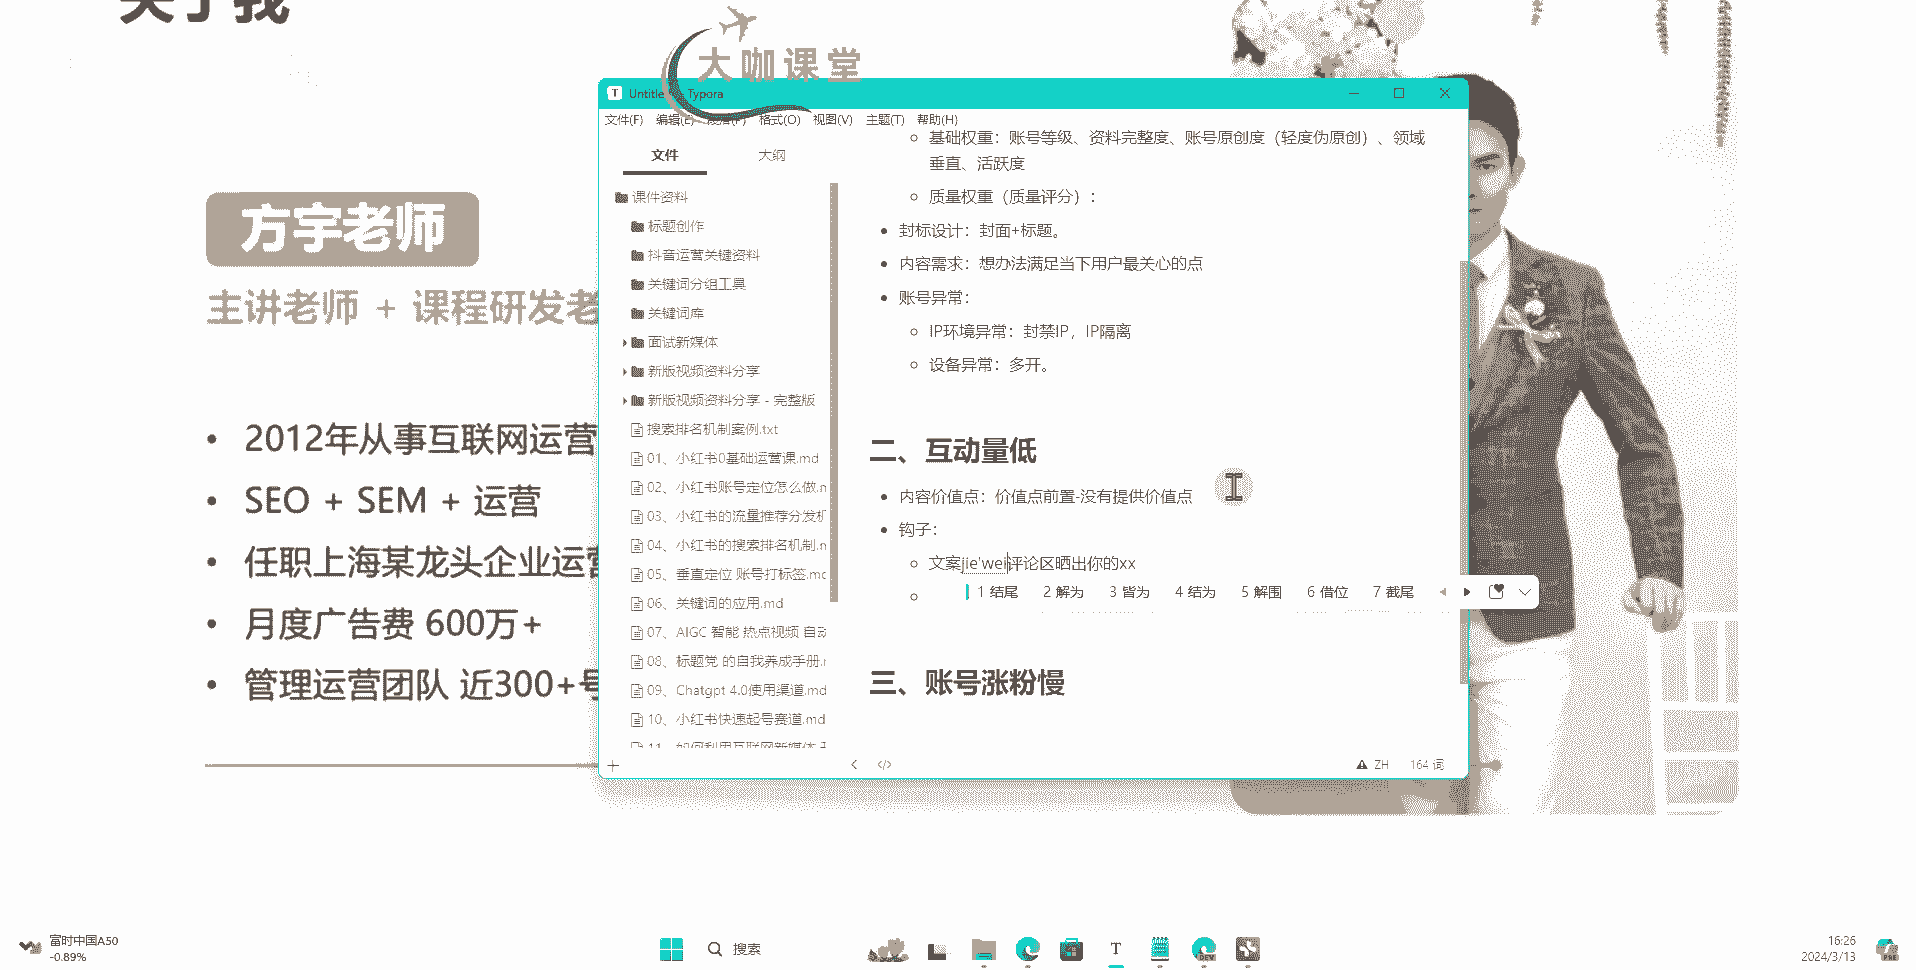 关于我
大咖课堂
方宇老师
主讲老师 + 课程研发老
2012年从事互联网运营
SEO + SEM + 运营
任职上海某龙头企业运营
月度广告费 600万+
管理运营团队 近300+号
Typora
文件(F) 编辑(E) 格式(O) 视图(V) 主题(T) 帮助(H)
文件 大纲
课件资料
标题创作
抖音运营关键资料
关键词分组工具
关键词库
面试新媒体
新版视频资料分享
新版视频资料分享 - 完整版
搜索排名机制案例.txt
01、小红书0基础运营课.md
02、小红书账号定位怎么做.m
03、小红书的流量推荐分发机
04、小红书的搜索排名机制.m
05、垂直定位 账号打标签.mc
06、关键词的应用.md
07、AIGC 智能 热点视频 自动
08、标题党 的自我养成手册.r
09、Chatgpt 4.0使用渠道.md
10、小红书快速起号赛道.md
基础权重：账号等级、资料完整度、账号原创度（轻度伪原创）、领域
垂直、活跃度
质量权重（质量评分）：
封标设计：封面+标题。
内容需求：想办法满足当下用户最关心的点
账号异常：
IP环境异常：封禁IP，IP隔离
设备异常：多开。
二、互动量低
内容价值点：价值点前置-没有提供价值点
钩子：
文案jie'wei评论区晒出你的xx
1 结尾 2 解为 3 皆为 4 结为 5 解围 6 借位 7 截尾
三、账号涨粉慢
ZH 164 词
富时中国A50
-0.89%
搜索
T
DEV
16:26
2024/3/13
PRE